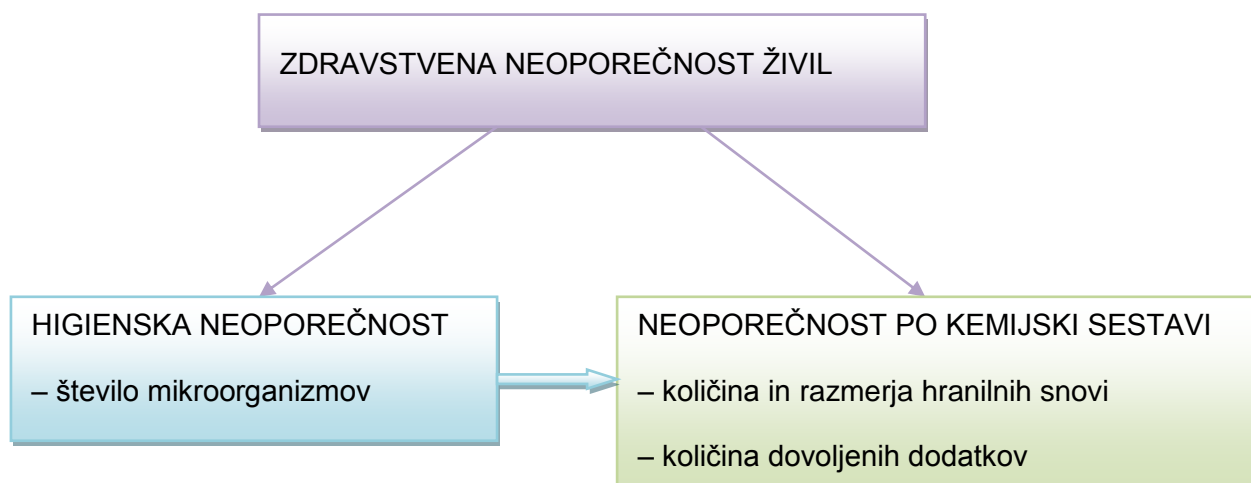 ZDRAVSTVENA NEOPOREČNOST ŽIVIL
HIGIENSKA NEOPOREČNOST
– število mikroorganizmov
NEOPOREČNOST PO KEMIJSKI SESTAVI
– količina in razmerja hranilnih snovi
– količina dovoljenih dodatkov